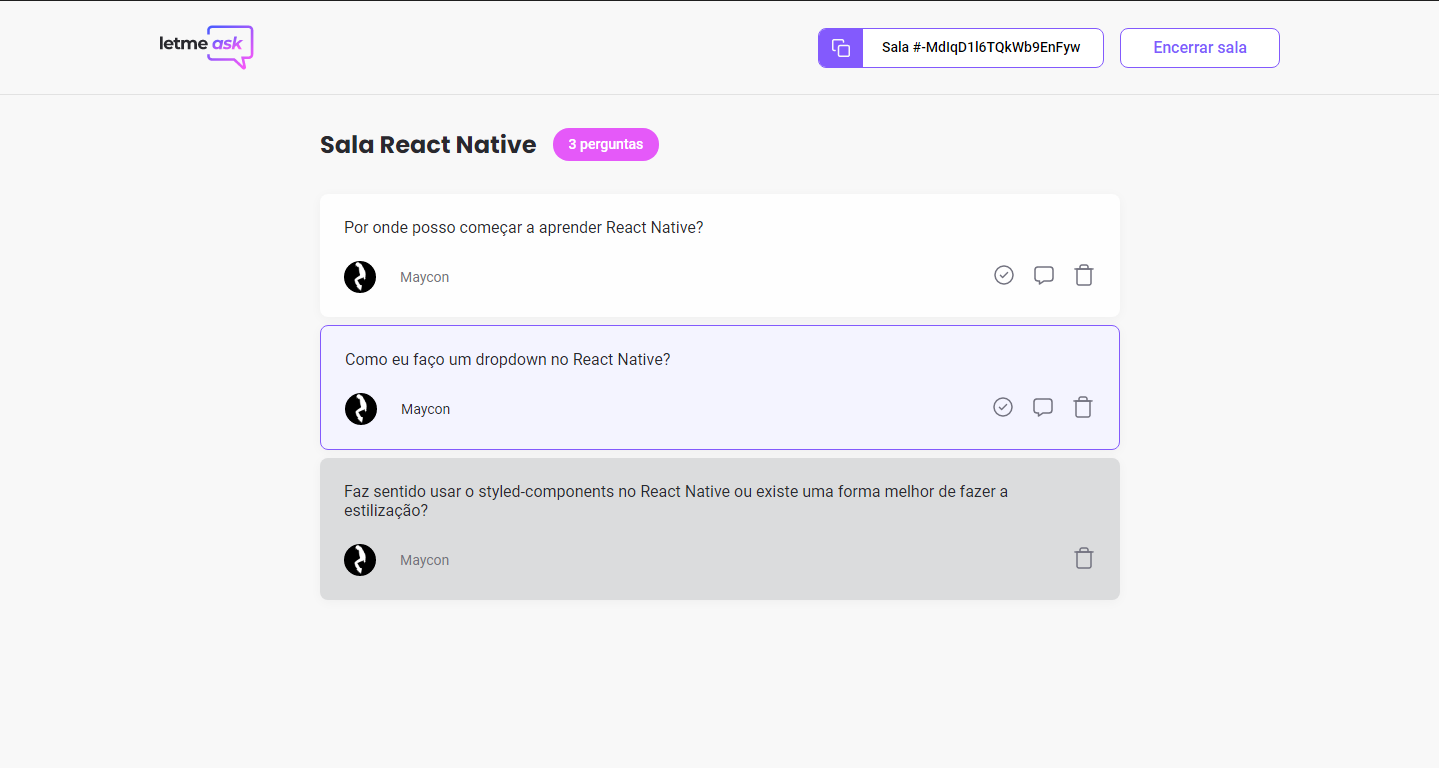 letme ask
Sala #-MdIqD1l6TQkWb9EnFyw
Encerrar sala
Sala React Native
3 perguntas
Por onde posso começar a aprender React Native?
Maycon
Como eu faço um dropdown no React Native?
Maycon
Faz sentido usar o styled-components no React Native ou existe uma forma melhor de fazer a
estilização?
Maycon